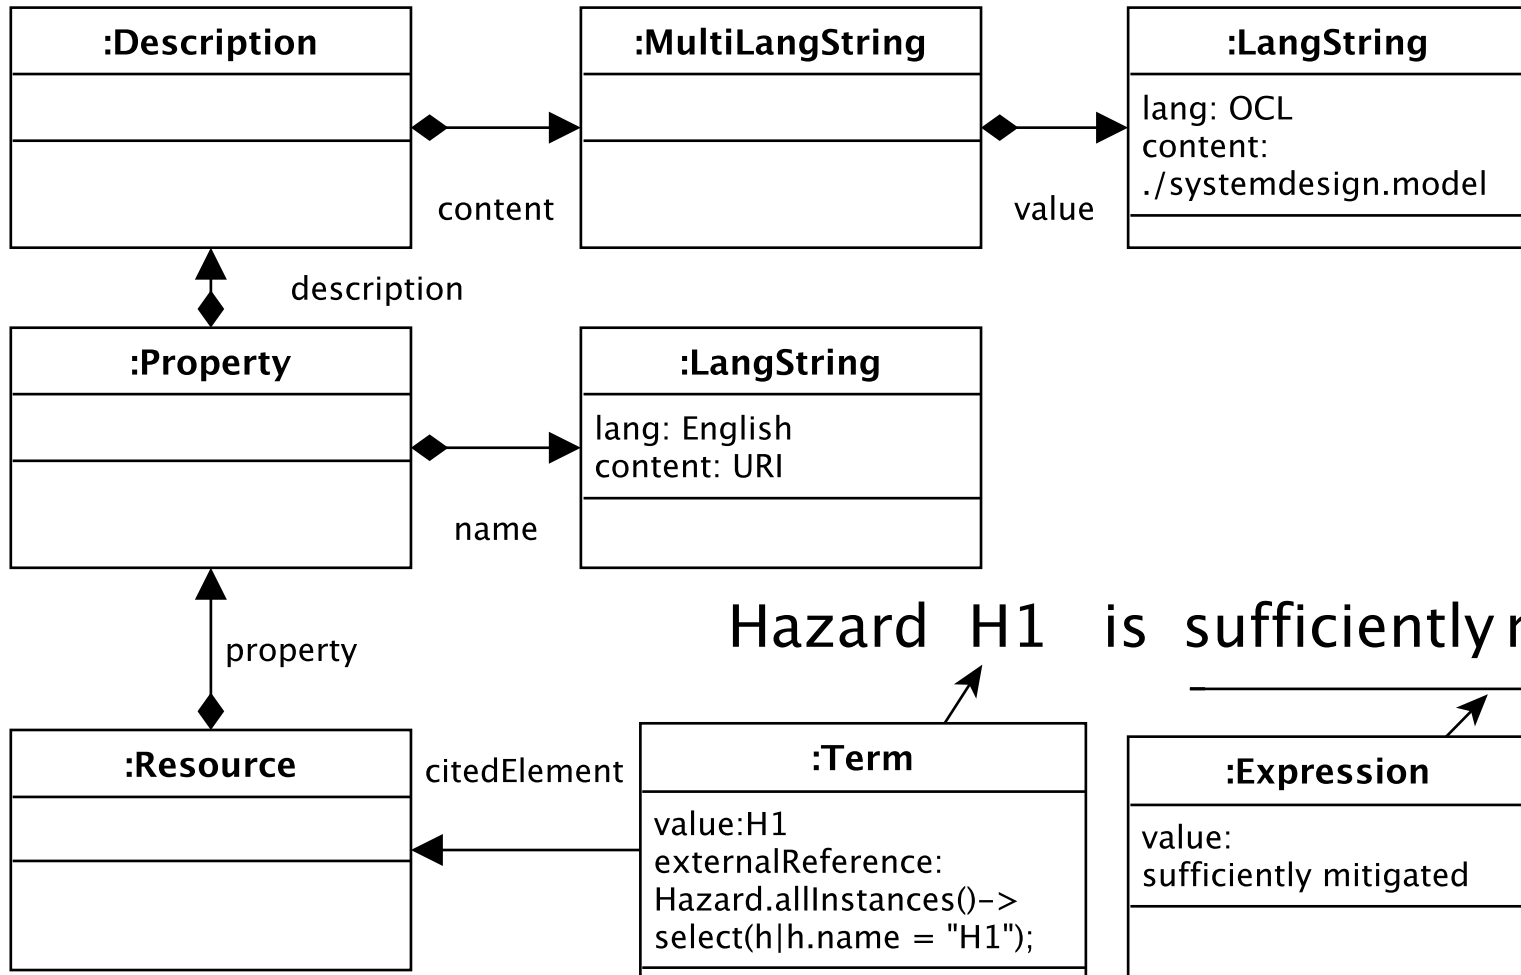 :Description
:MultiLangString
:LangString
lang: OCL
content:
./systemdesign.model
content
value
description
:Property
:LangString
lang: English
content: URI
name
Hazard H1 is sufficiently
property
:Resource
citedElement
:Term
value:H1
externalReference:
Hazard.allInstances()->
select(h|h.name = "H1");
:Expression
value:
sufficiently mitigated